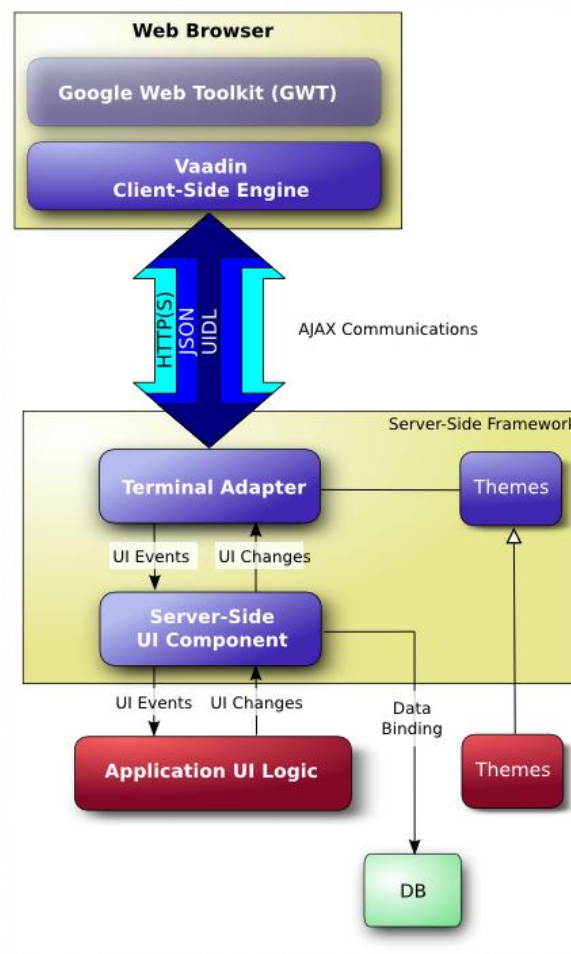 Web Browser
Google Web Toolkit (GWT)
Vaadin
Client-Side Engine
HTTP(S)
JSON
UIDL
AJAX Communications
Server-Side Framework
Terminal Adapter
Themes
UI Events
UI Changes
Server-Side
UI Component
UI Events
UI Changes
Data
Binding
Application UI Logic
Themes
DB